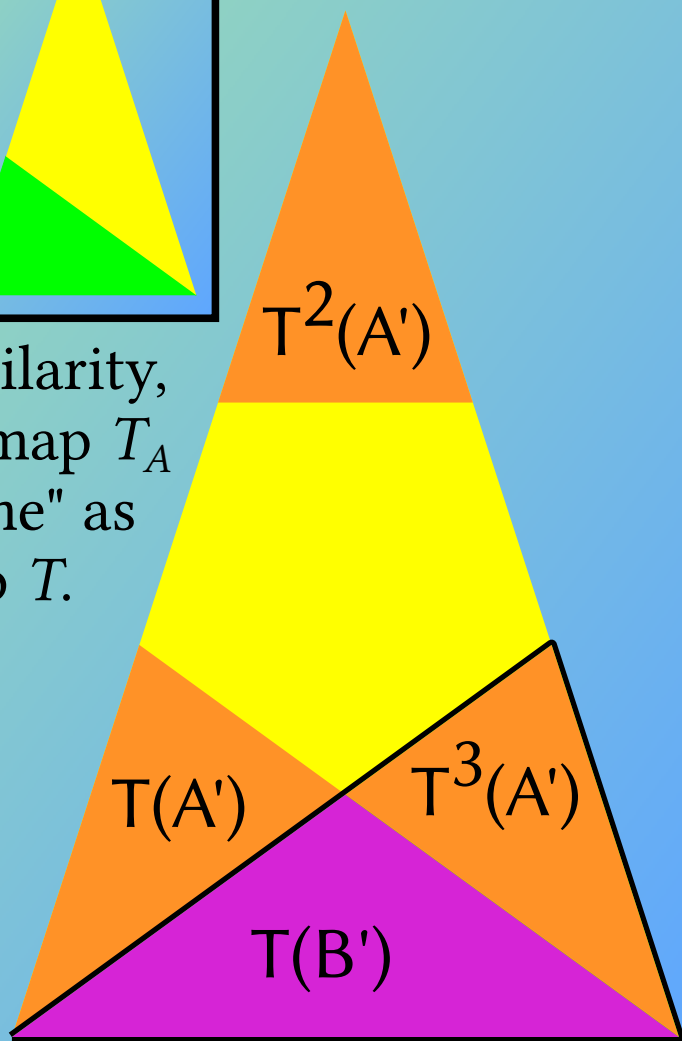 T²(A')
ilarity,
map T_A
ne" as
T.
T(A')
T³(A')
T(B')